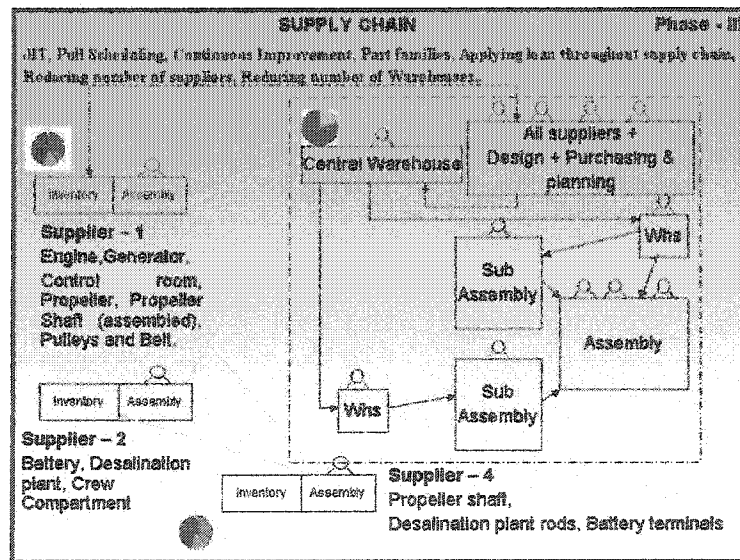 SUPPLY CHAIN
Phase - III
JIT, Pull Scheduling, Continuous Improvement, Part families, Applying lean throughout supply chain,
Reducing number of suppliers, Reducing number of Warehouses,
All suppliers +
Design + Purchasing &
planning
Central Warehouse
Inventory
Assembly
Supplier – 1
Engine,Generator,
Control room,
Propeller, Propeller
Shaft (assembled),
Pulleys and Belt,
Whs
Sub
Assembly
Assembly
Sub
Assembly
Whs
Inventory
Assembly
Supplier – 2
Battery, Desalination
plant, Crew
Compartment
Inventory
Assembly
Supplier – 4
Propeller shaft,
Desalination plant rods, Battery terminals